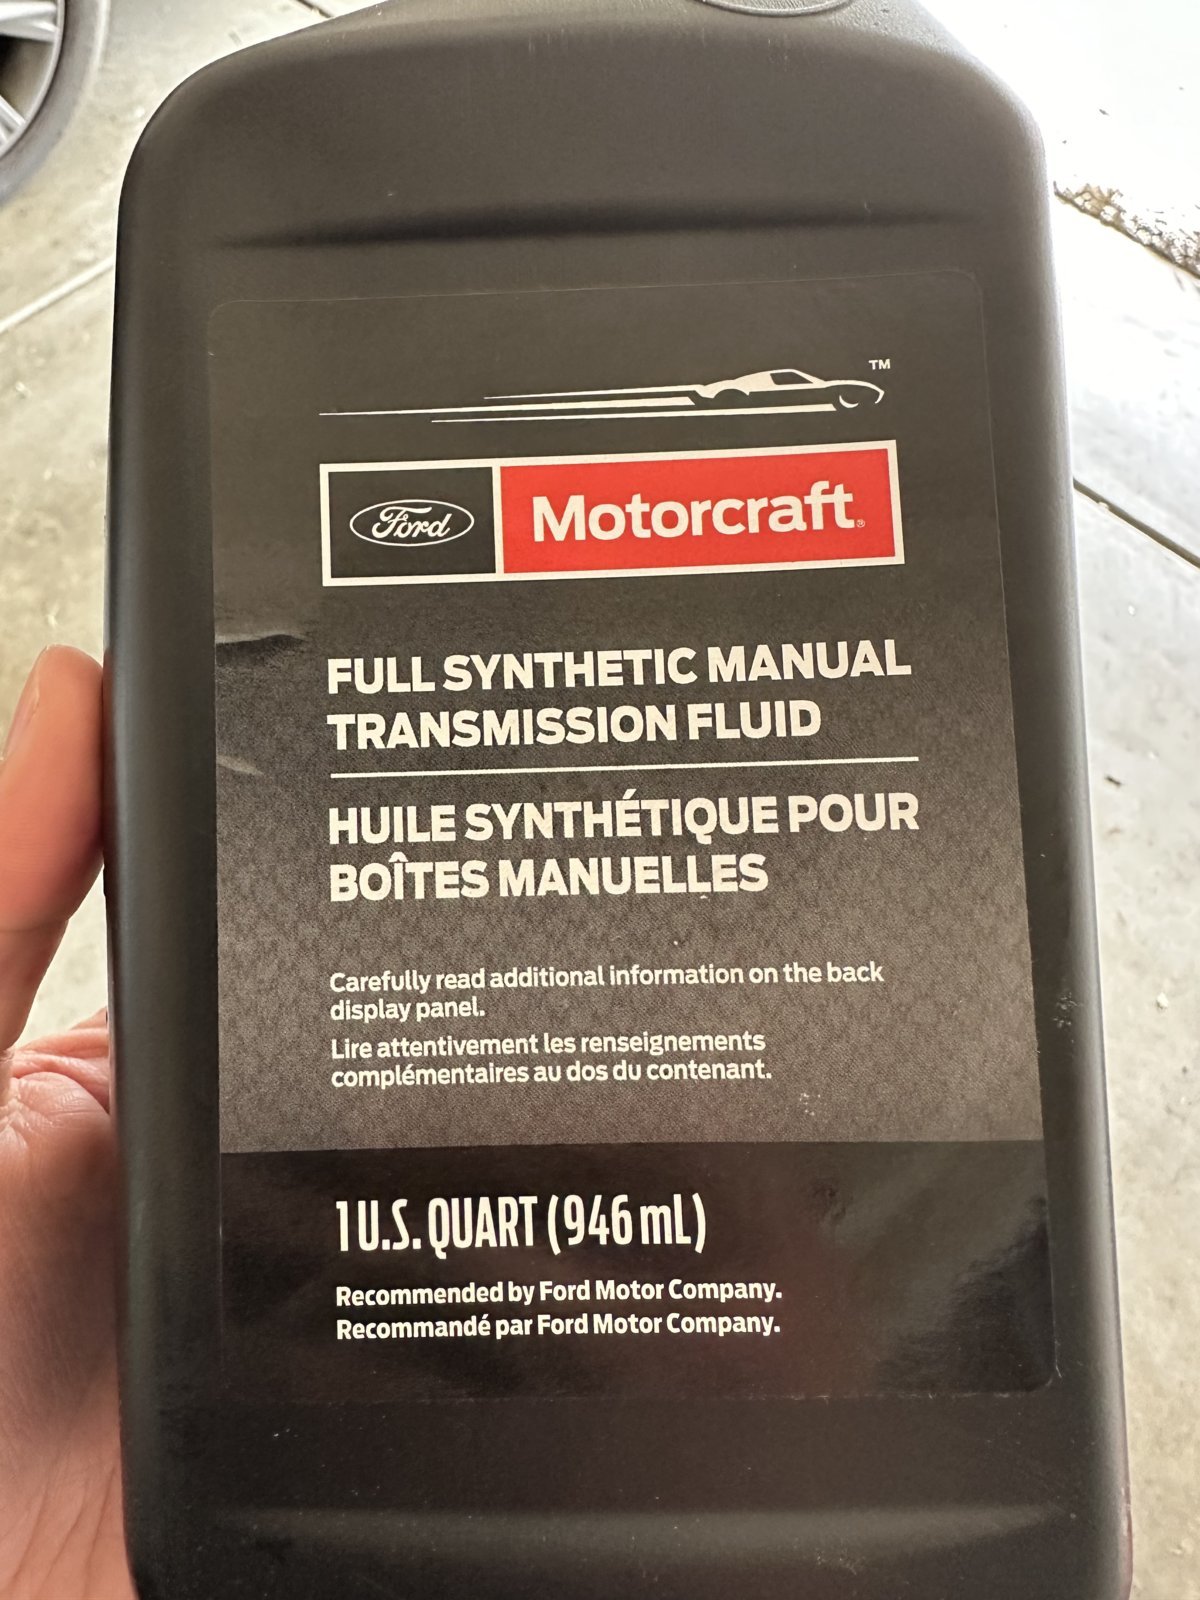 TM
Ford
Motorcraft®
FULL SYNTHETIC MANUAL
TRANSMISSION FLUID
HUILE SYNTHÉTIQUE POUR
BOÎTES MANUELLES
Carefully read additional information on the back
display panel.
Lire attentivement les renseignements
complémentaires au dos du contenant.
1 U.S. QUART (946 mL)
Recommended by Ford Motor Company.
Recommandé par Ford Motor Company.